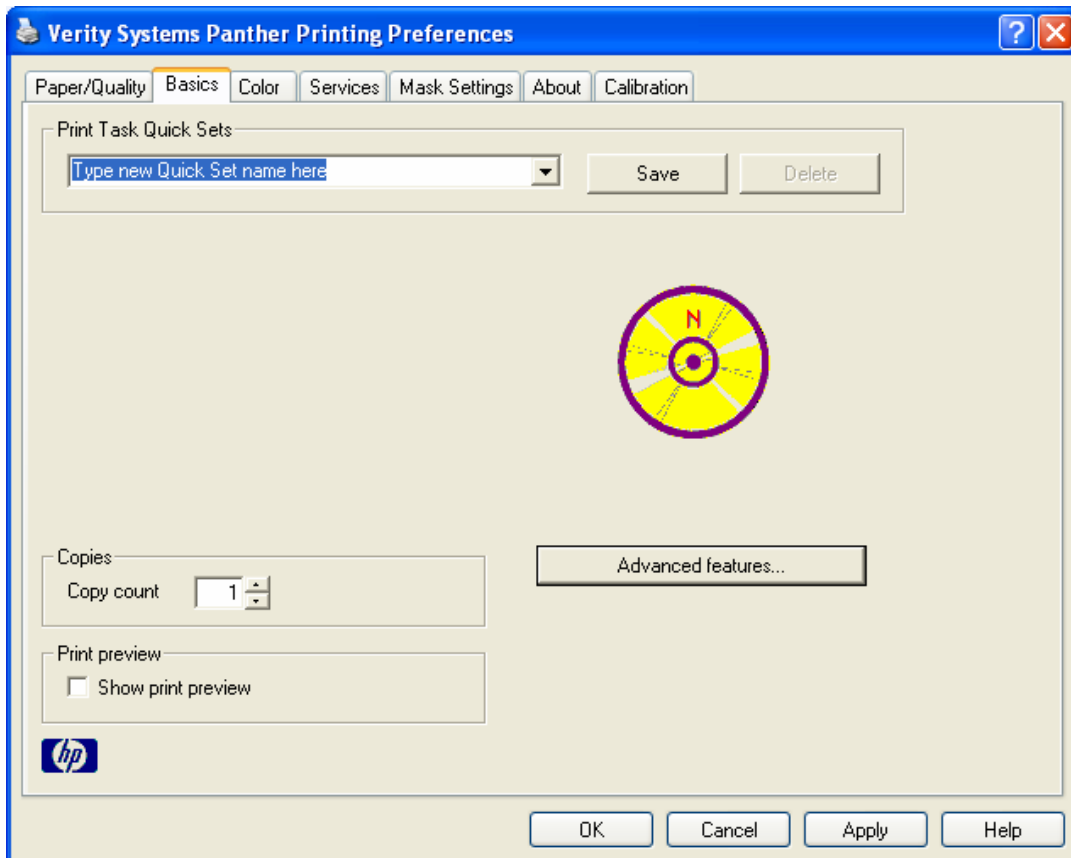 Verity Systems Panther Printing Preferences
Paper/Quality Basics Color Services Mask Settings About Calibration
Print Task Quick Sets
Type new Quick Set name here Save Delete
N
Copies
Copy count 1
Advanced features...
Print preview
Show print preview
hp
OK Cancel Apply Help